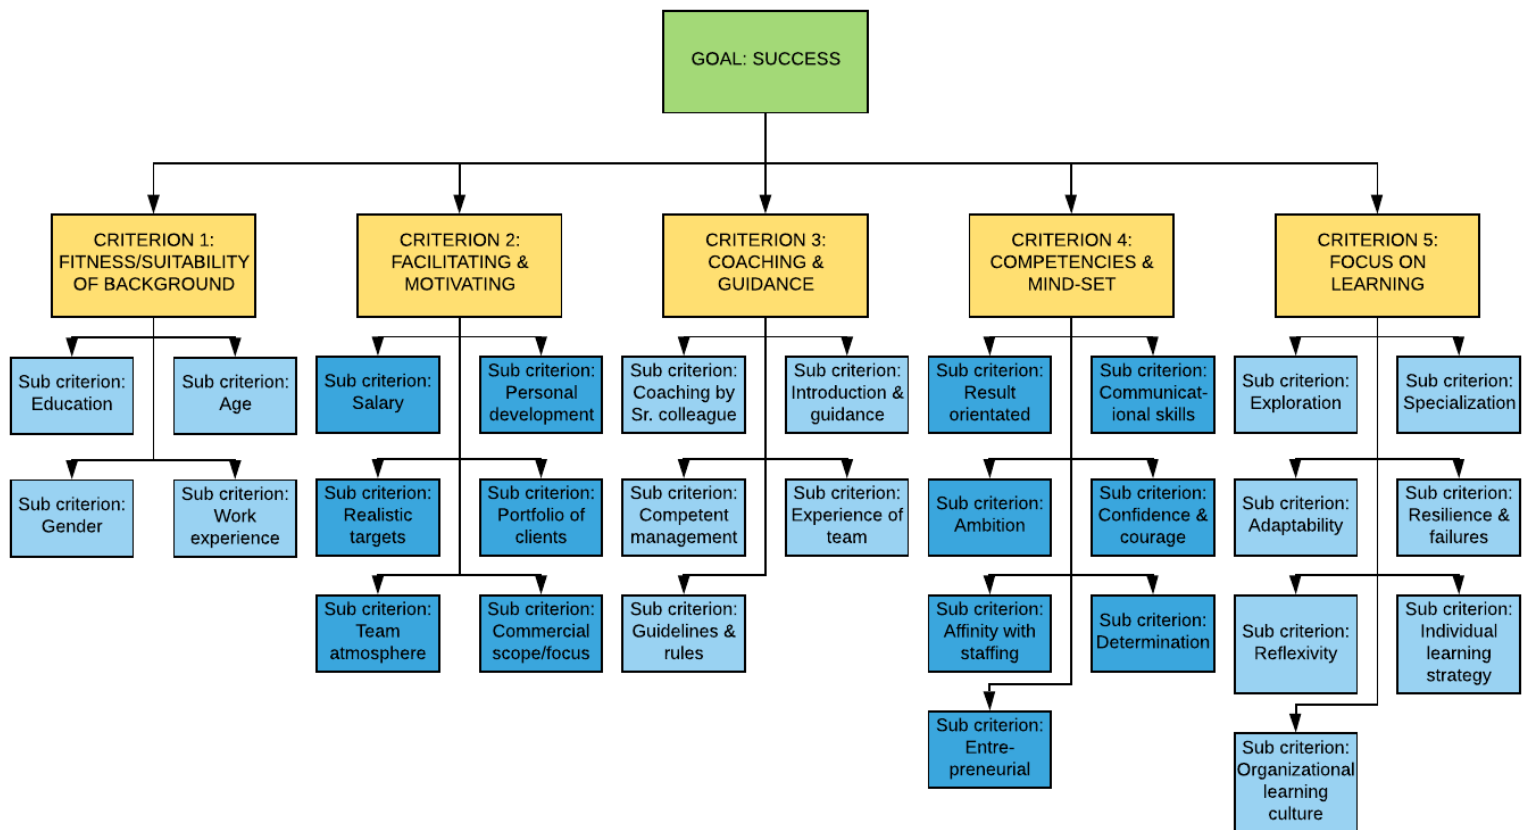 GOAL: SUCCESS
CRITERION 1:
FITNESS/SUITABILITY
OF BACKGROUND
CRITERION 2:
FACILITATING &
MOTIVATING
CRITERION 3:
COACHING &
GUIDANCE
CRITERION 4:
COMPETENCIES &
MIND-SET
CRITERION 5:
FOCUS ON
LEARNING
Sub criterion:
Education
Sub criterion:
Age
Sub criterion:
Salary
Sub criterion:
Personal
development
Sub criterion:
Coaching by
Sr. colleague
Sub criterion:
Introduction &
guidance
Sub criterion:
Result
orientated
Sub criterion:
Communicat-
ional skills
Sub criterion:
Exploration
Sub criterion:
Specialization
Sub criterion:
Gender
Sub criterion:
Work
experience
Sub criterion:
Realistic
targets
Sub criterion:
Portfolio of
clients
Sub criterion:
Competent
management
Sub criterion:
Experience of
team
Sub criterion:
Ambition
Sub criterion:
Confidence &
courage
Sub criterion:
Adaptability
Sub criterion:
Resilience &
failures
Sub criterion:
Team
atmosphere
Sub criterion:
Commercial
scope/focus
Sub criterion:
Guidelines &
rules
Sub criterion:
Affinity with
staffing
Sub criterion:
Determination
Sub criterion:
Reflexivity
Sub criterion:
Individual
learning
strategy
Sub criterion:
Entre-
preneurial
Sub criterion:
Organizational
learning
culture